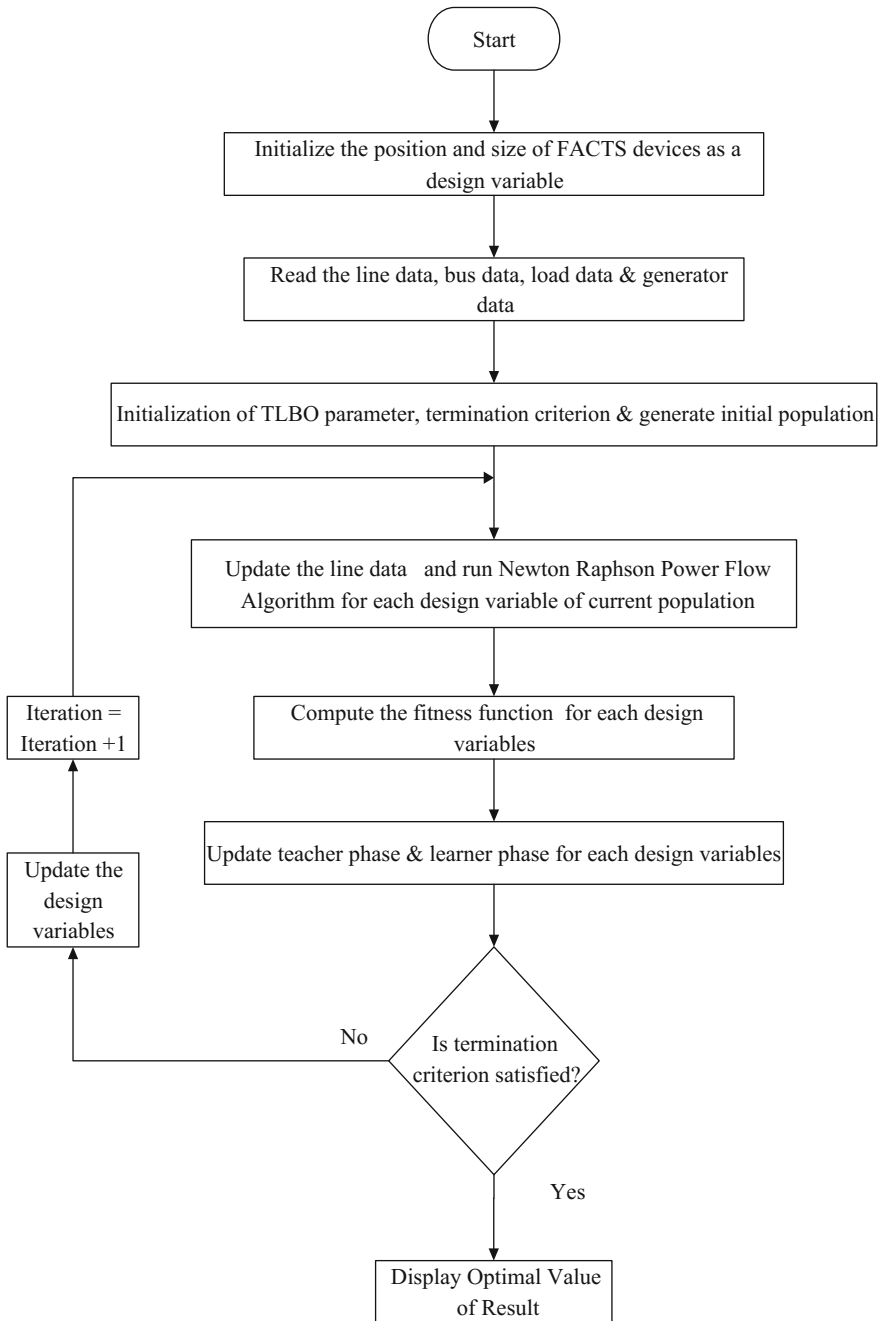 Start
Initialize the position and size of FACTS devices as a
design variable
Read the line data, bus data, load data & generator
data
Initialization of TLBO parameter, termination criterion & generate initial population
Update the line data and run Newton Raphson Power Flow
Algorithm for each design variable of current population
Iteration =
Iteration +1
Compute the fitness function for each design
variables
Update teacher phase & learner phase for each design variables
Update the
design
variables
No
Is termination
criterion satisfied?
Yes
Display Optimal Value
of Result